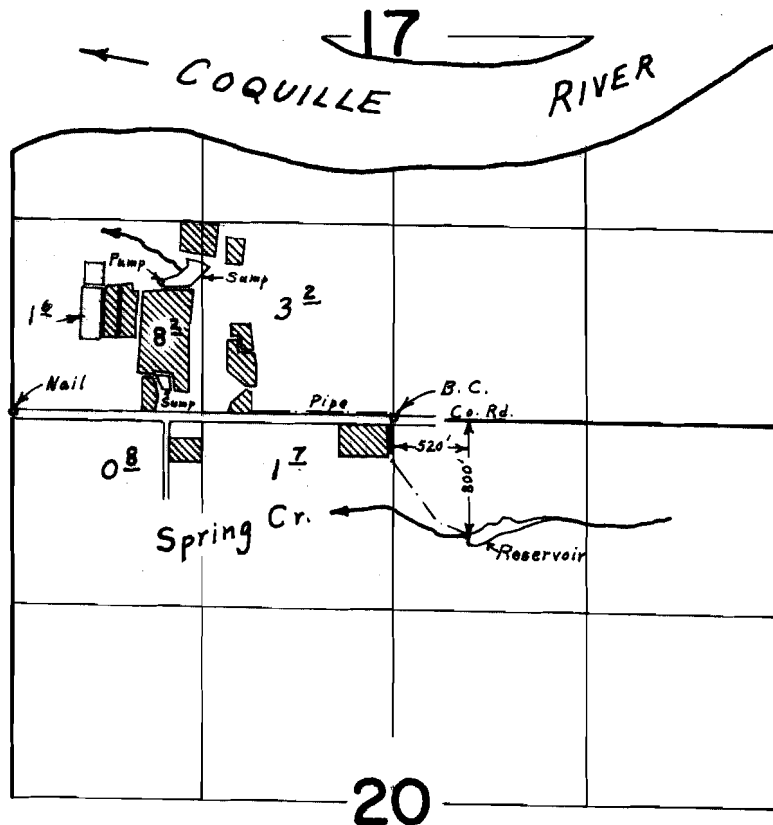 17
COQUILLE RIVER
Pump
Sump
3 2
1 6
8 2
Nail
Sump
Pipe
B.C.
Co. Rd.
520'
800'
0 8
1 7
Spring Cr.
Reservoir
20